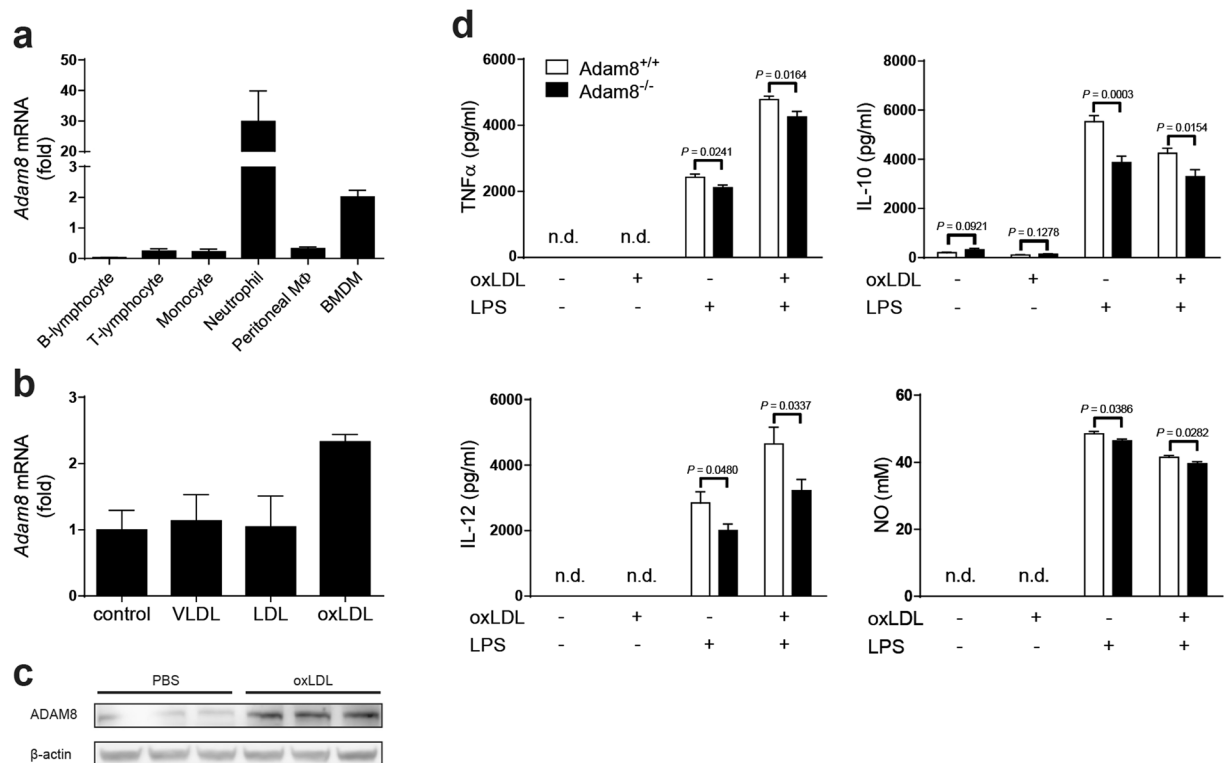 a
Adam8 mRNA
(fold)
50
40
30
20
3
2
1
0
B-lymphocyte
T-lymphocyte
Monocyte
Neutrophil
Peritoneal MΦ
BMDM
b
Adam8 mRNA
(fold)
3
2
1
0
control VLDL LDL oxLDL
c
PBS oxLDL
ADAM8
β-actin
d
Adam8+/+
Adam8-/-
TNFα (pg/ml)
6000
4000
2000
0
n.d. n.d.
P = 0.0241
P = 0.0164
oxLDL - + - +
LPS - - + +
IL-10 (pg/ml)
8000
6000
4000
2000
0
P = 0.0921
P = 0.1278
P = 0.0003
P = 0.0154
oxLDL - + - +
LPS - - + +
IL-12 (pg/ml)
6000
4000
2000
0
n.d. n.d.
P = 0.0480
P = 0.0337
oxLDL - + - +
LPS - - + +
NO (mM)
60
40
20
0
n.d. n.d.
P = 0.0386
P = 0.0282
oxLDL - + - +
LPS - - + +